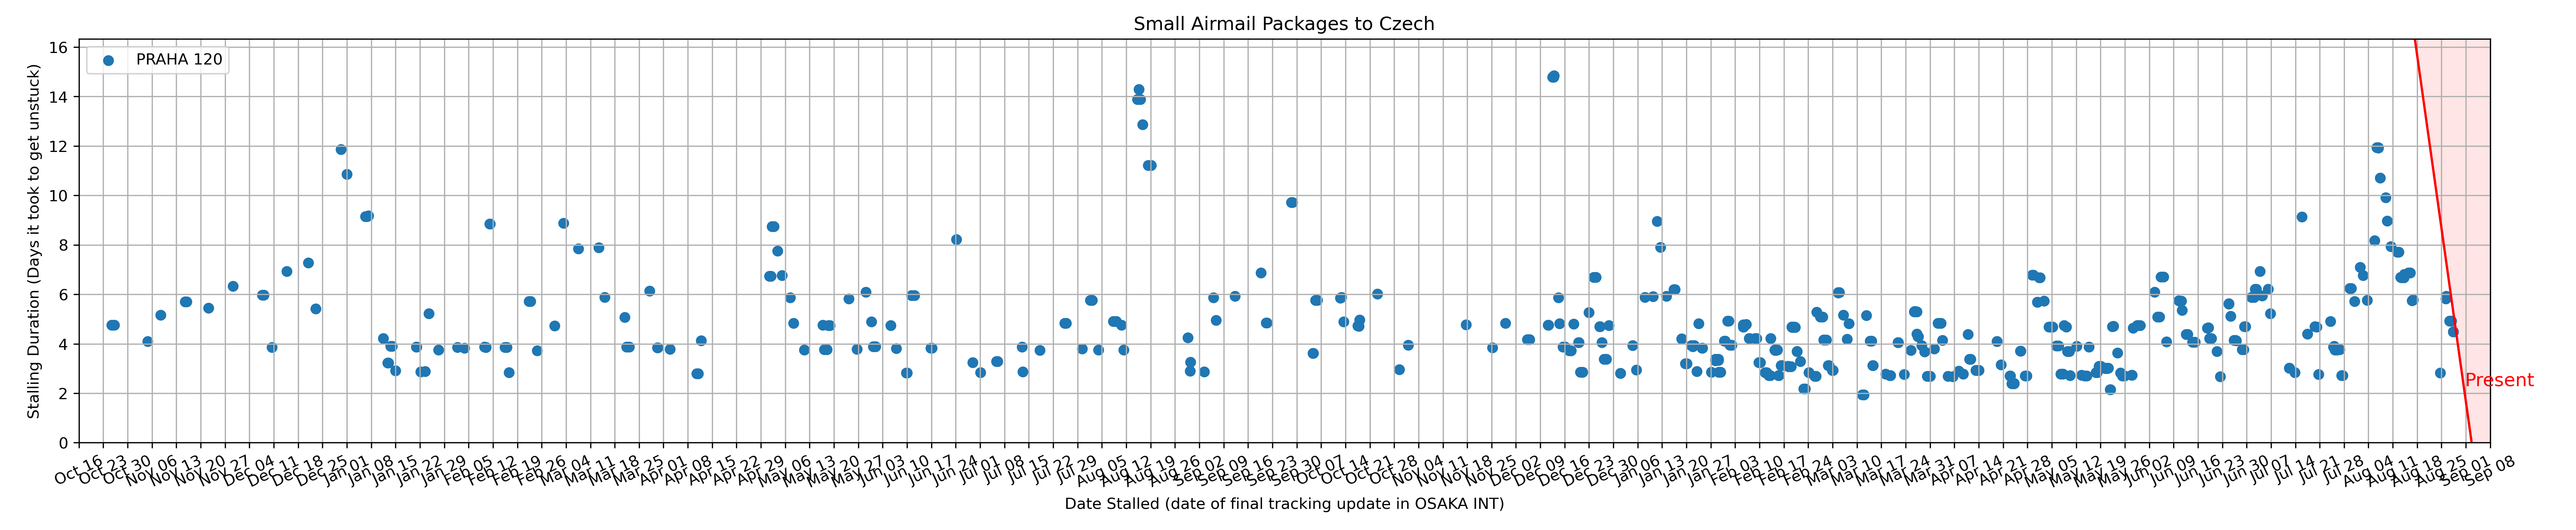 Small Airmail Packages to Czech
PRAHA 120
Stalling Duration (Days it took to get unstuck)
16
14
12
10
8
6
4
2
0
Present
Oct 16 Oct 23 Oct 30 Nov 06 Nov 13 Nov 20 Nov 27 Dec 04 Dec 11 Dec 18 Dec 25 Jan 01 Jan 08 Jan 15 Jan 22 Jan 29 Feb 05 Feb 12 Feb 19 Feb 26 Mar 04 Mar 11 Mar 18 Mar 25 Apr 01 Apr 08 Apr 15 Apr 22 Apr 29 May 06 May 13 May 20 May 27 Jun 03 Jun 10 Jun 17 Jun 24 Jul 01 Jul 08 Jul 15 Jul 22 Jul 29 Aug 05 Aug 12 Aug 19 Aug 26 Sep 02 Sep 09 Sep 16 Sep 23 Sep 30 Oct 07 Oct 14 Oct 21 Oct 28 Nov 04 Nov 11 Nov 18 Nov 25 Dec 02 Dec 09 Dec 16 Dec 23 Dec 30 Jan 06 Jan 13 Jan 20 Jan 27 Feb 03 Feb 10 Feb 17 Feb 24 Mar 03 Mar 10 Mar 17 Mar 24 Mar 31 Apr 07 Apr 14 Apr 21 Apr 28 May 05 May 12 May 19 May 26 Jun 02 Jun 09 Jun 16 Jun 23 Jun 30 Jul 07 Jul 14 Jul 21 Jul 28 Aug 04 Aug 11 Aug 18 Aug 25 Sep 01 Sep 08
Date Stalled (date of final tracking update in OSAKA INT)